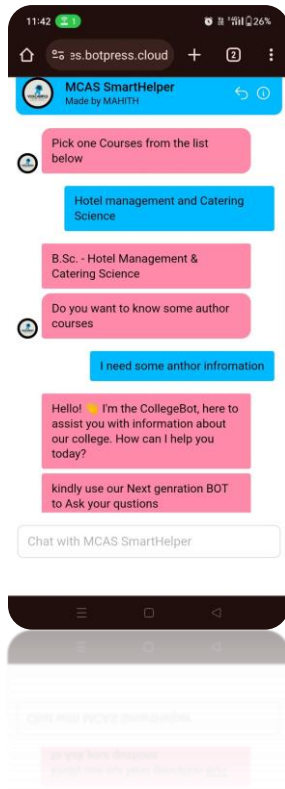 11:42
1
26%
es.botpress.cloud
2
MCAS SmartHelper
Made by MAHITH
Pick one Courses from the list
below
Hotel management and Catering
Science
B.Sc. - Hotel Management &
Catering Science
Do you want to know some author
courses
I need some anthor infromation
Hello! 👋 I'm the CollegeBot, here to
assist you with information about
our college. How can I help you
today?
kindly use our Next genration BOT
to Ask your qustions
Chat with MCAS SmartHelper